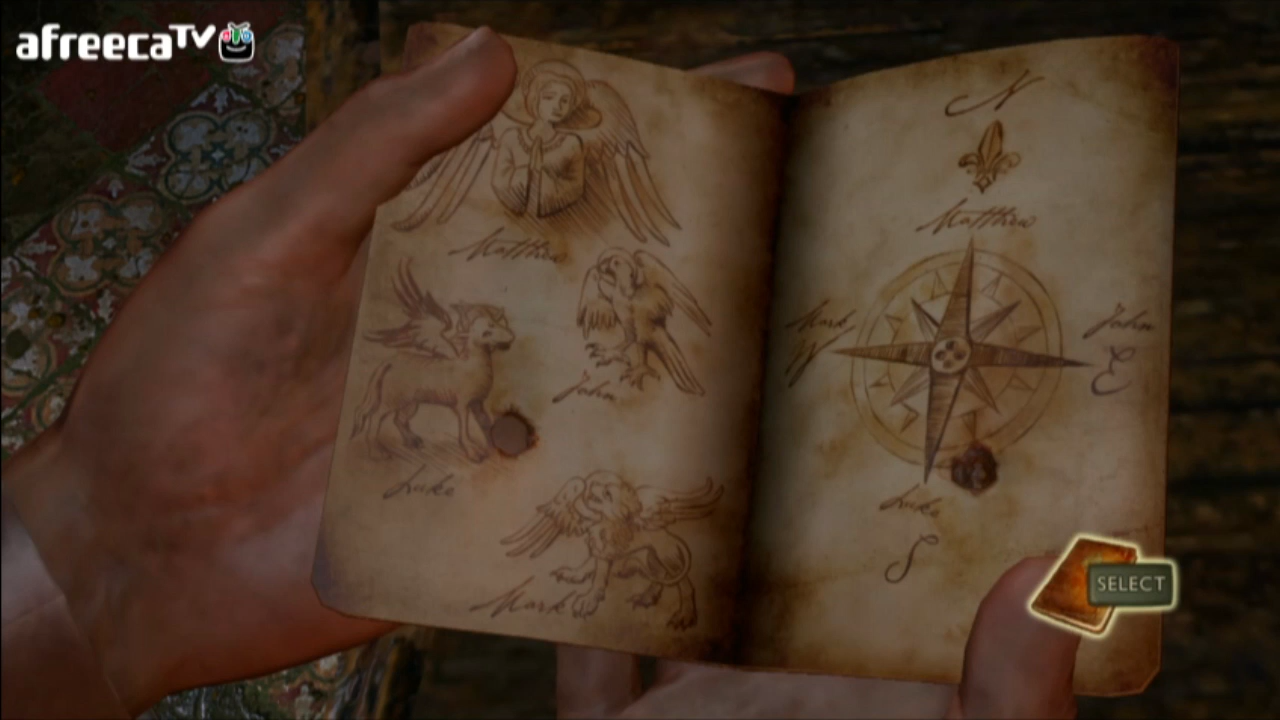 afreecaTV
Matthew
John
Luke
Mark
N
Matthew
Mark
W
John
E
Luke
S
SELECT